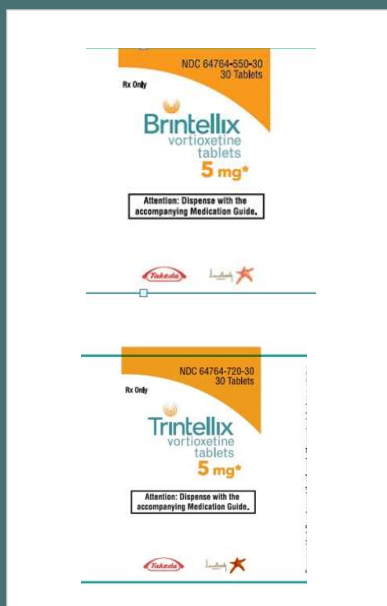 NDC 64764-550-30
30 Tablets
Rx Only
Brintellix
vortioxetine
tablets
5 mg*
Attention: Dispense with the
accompanying Medication Guide.
Takeda
Lundbeck
NDC 64764-720-30
30 Tablets
Rx Only
Trintellix
vortioxetine
tablets
5 mg*
Attention: Dispense with the
accompanying Medication Guide.
Takeda
Lundbeck